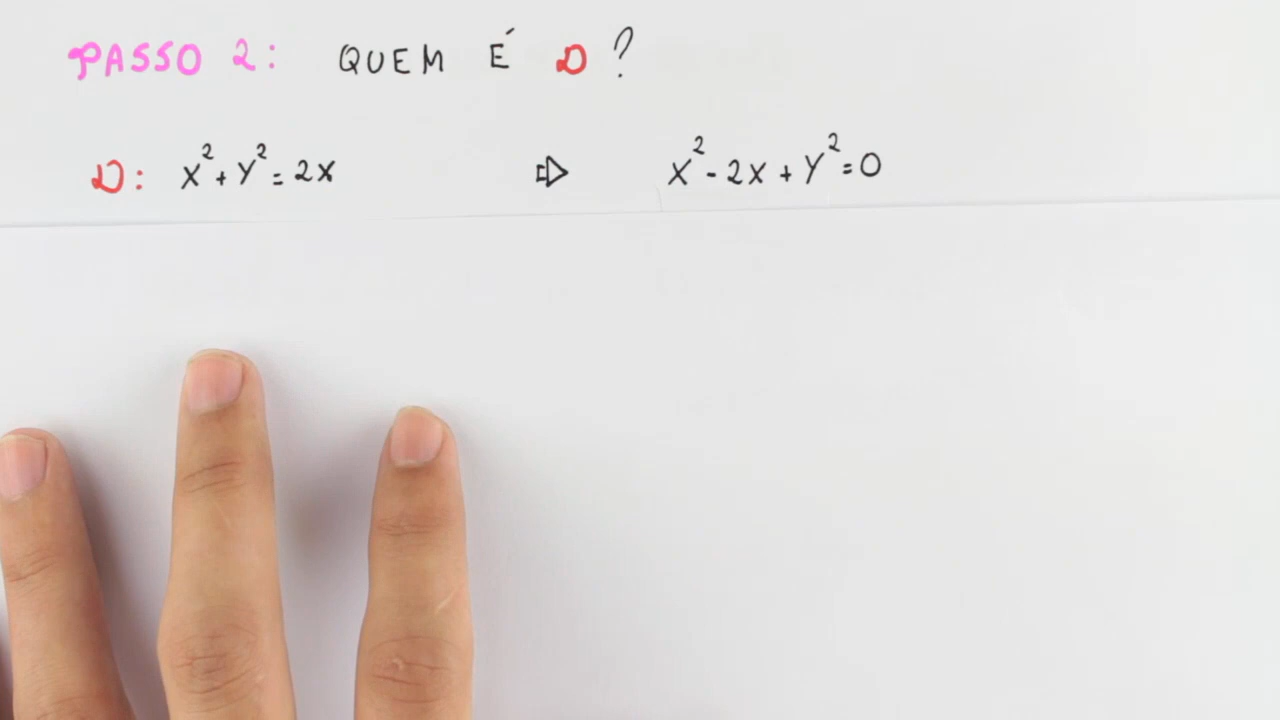 PASSO 2: QUEM É D?
D: x² + y² = 2x ⇨ x² - 2x + y² = 0